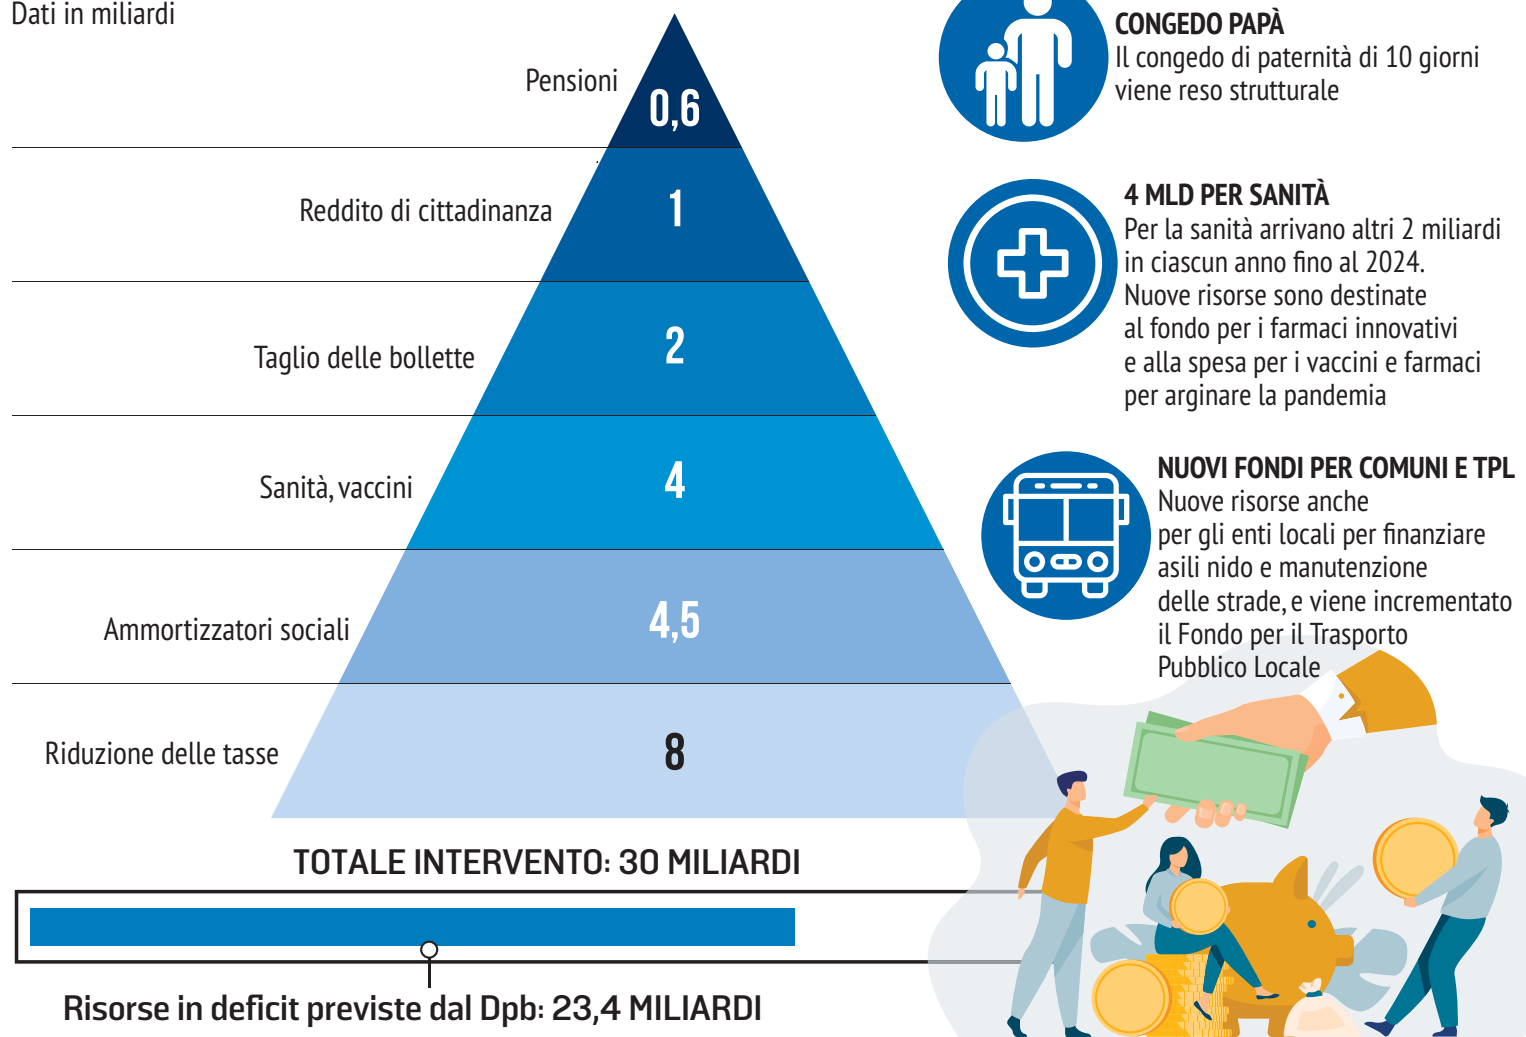 Dati in miliardi
Pensioni
0,6
Reddito di cittadinanza
1
Taglio delle bollette
2
Sanità, vaccini
4
Ammortizzatori sociali
4,5
Riduzione delle tasse
8
TOTALE INTERVENTO: 30 MILIARDI
Risorse in deficit previste dal Dpb: 23,4 MILIARDI
CONGEDO PAPÀ
Il congedo di paternità di 10 giorni
viene reso strutturale
4 MLD PER SANITÀ
Per la sanità arrivano altri 2 miliardi
in ciascun anno fino al 2024.
Nuove risorse sono destinate
al fondo per i farmaci innovativi
e alla spesa per i vaccini e farmaci
per arginare la pandemia
NUOVI FONDI PER COMUNI E TPL
Nuove risorse anche
per gli enti locali per finanziare
asili nido e manutenzione
delle strade, e viene incrementato
il Fondo per il Trasporto
Pubblico Locale